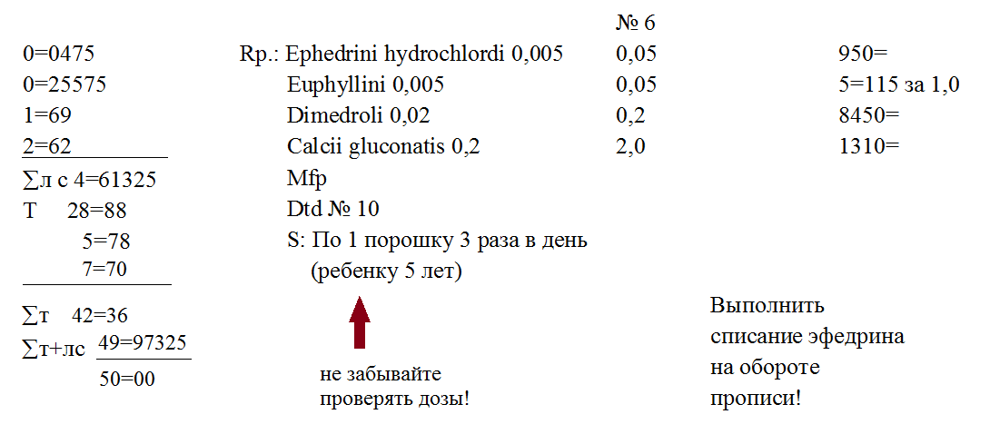 № 6
0=0475 Rp.: Ephedrini hydrochlordi 0,005 0,05 950=
0=25575 Euphyllini 0,005 0,05 5=115 за 1,0
1=69 Dimedroli 0,02 0,2 8450=
2=62 Calcii gluconatis 0,2 2,0 1310=
∑л с 4=61325 Mfp
Т 28=88 Dtd № 10
5=78 S: По 1 порошку 3 раза в день
7=70 (ребенку 5 лет)
∑т 42=36
∑т+лс 49=97325
50=00
не забывайте
проверять дозы!
Выполнить
списание эфедрина
на обороте
прописи!